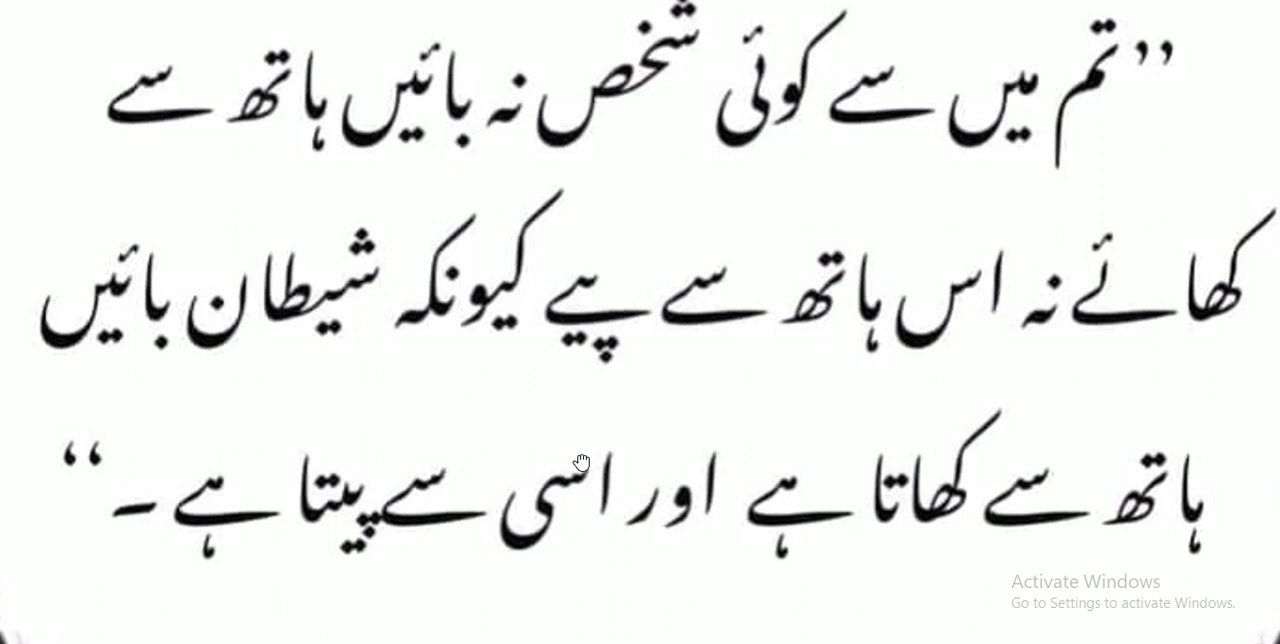 ’’تم میں سے کوئی شخص نہ بائیں ہاتھ سے
کھائے نہ اس ہاتھ سے پیے کیونکہ شیطان بائیں
ہاتھ سے کھاتا ہے اور اسی سے پیتا ہے۔‘‘
Activate Windows
Go to Settings to activate Windows.